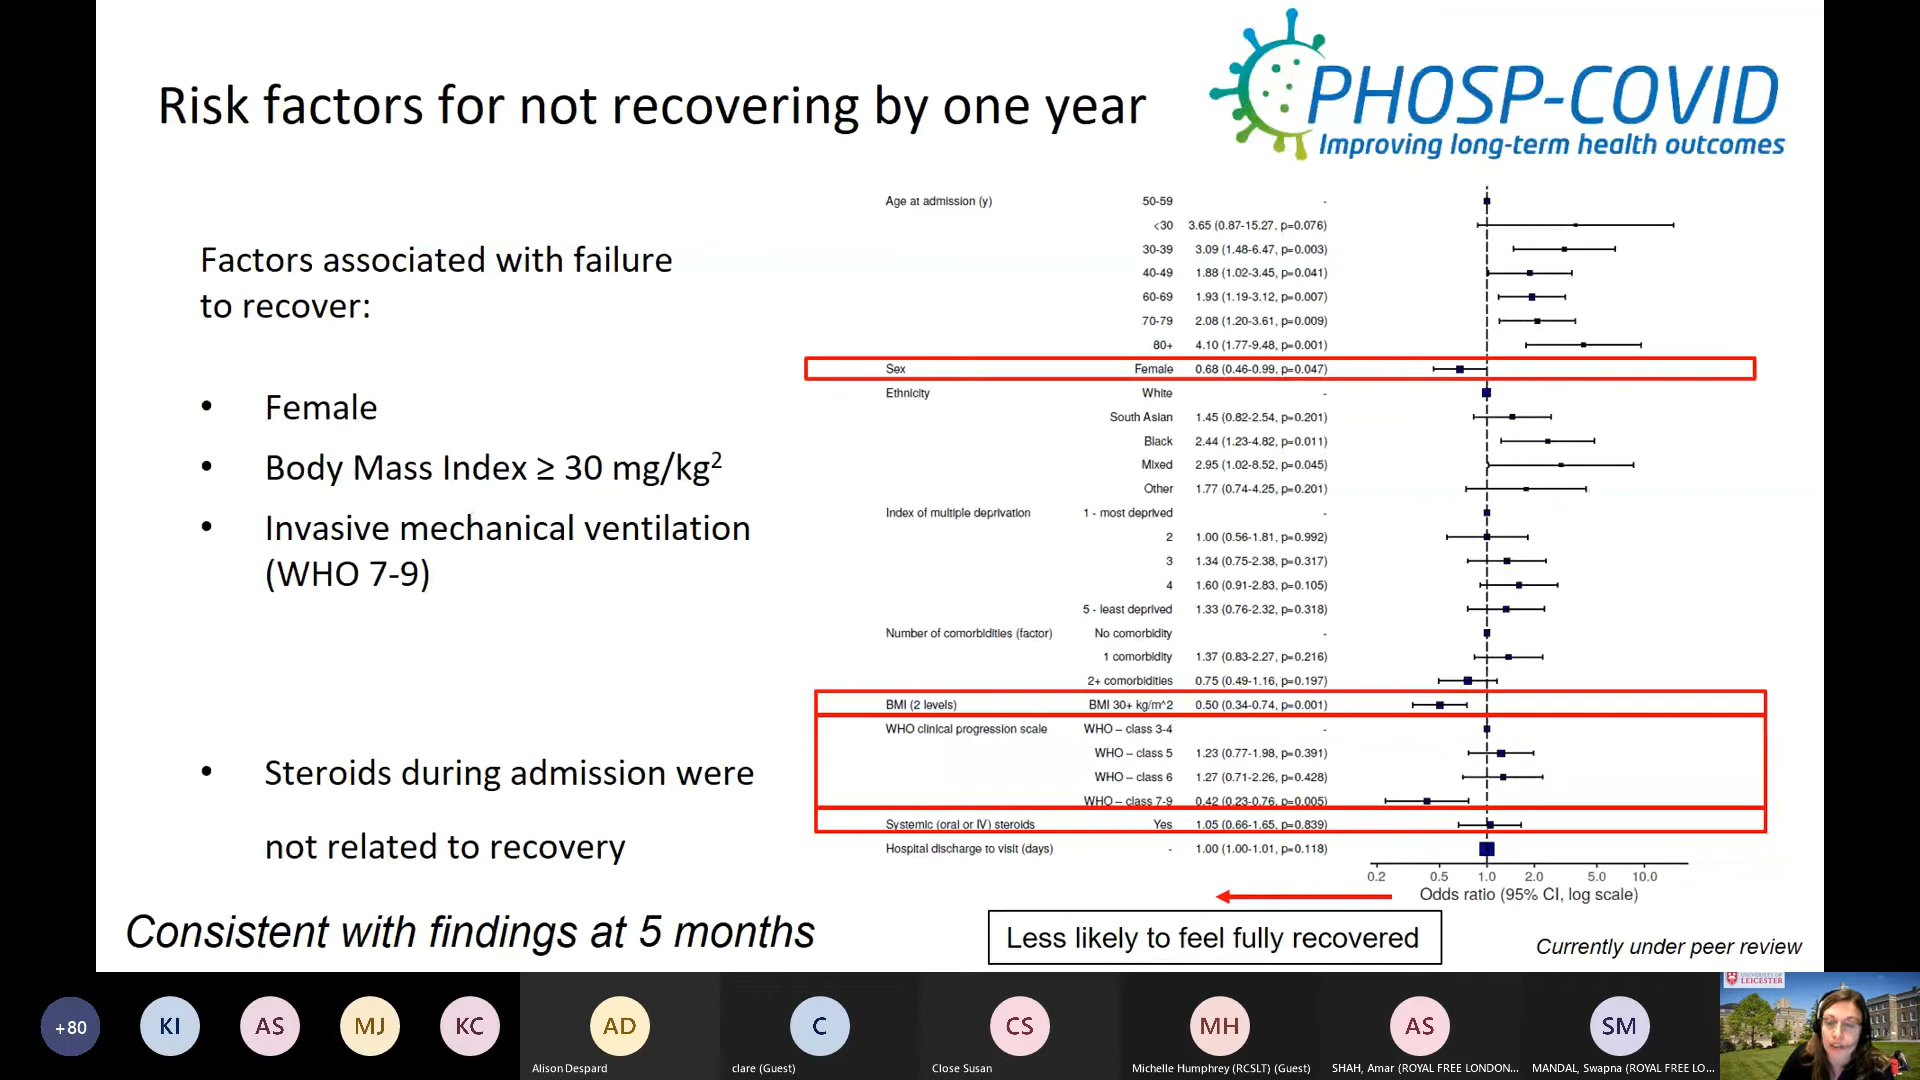 Risk factors for not recovering by one year
PHOSP-COVID
Improving long-term health outcomes
Factors associated with failure
to recover:
• Female
• Body Mass Index ≥ 30 mg/kg²
• Invasive mechanical ventilation
(WHO 7-9)
• Steroids during admission were
not related to recovery
Consistent with findings at 5 months
Age at admission (y) 50-59 -
<30 3.65 (0.87-15.27, p=0.076)
30-39 3.09 (1.48-6.47, p=0.003)
40-49 1.88 (1.02-3.45, p=0.041)
60-69 1.93 (1.19-3.12, p=0.007)
70-79 2.08 (1.20-3.61, p=0.009)
80+ 4.10 (1.77-9.48, p=0.001)
Sex Female 0.68 (0.46-0.99, p=0.047)
Ethnicity White -
South Asian 1.45 (0.82-2.54, p=0.201)
Black 2.44 (1.23-4.82, p=0.011)
Mixed 2.95 (1.02-8.52, p=0.045)
Other 1.77 (0.74-4.25, p=0.201)
Index of multiple deprivation 1 - most deprived -
2 1.00 (0.56-1.81, p=0.992)
3 1.34 (0.75-2.38, p=0.317)
4 1.60 (0.91-2.83, p=0.105)
5 - least deprived 1.33 (0.76-2.32, p=0.318)
Number of comorbidities (factor) No comorbidity -
1 comorbidity 1.37 (0.83-2.27, p=0.216)
2+ comorbidities 0.75 (0.49-1.16, p=0.197)
BMI (2 levels) BMI 30+ kg/m^2 0.50 (0.34-0.74, p=0.001)
WHO clinical progression scale WHO – class 3-4 -
WHO – class 5 1.23 (0.77-1.98, p=0.391)
WHO – class 6 1.27 (0.71-2.26, p=0.428)
WHO – class 7-9 0.42 (0.23-0.76, p=0.005)
Systemic (oral or IV) steroids Yes 1.05 (0.66-1.65, p=0.839)
Hospital discharge to visit (days) - 1.00 (1.00-1.01, p=0.118)
0.2 0.5 1.0 2.0 5.0 10.0
Odds ratio (95% CI, log scale)
Less likely to feel fully recovered
Currently under peer review
+80 KI AS MJ KC AD C CS MH AS SM
Alison Despard clare (Guest) Close Susan Michelle Humphrey (RCSLT) (Guest) SHAH, Amar (ROYAL FREE LONDON... MANDAL, Swapna (ROYAL FREE LO...
UNIVERSITY OF
LEICESTER